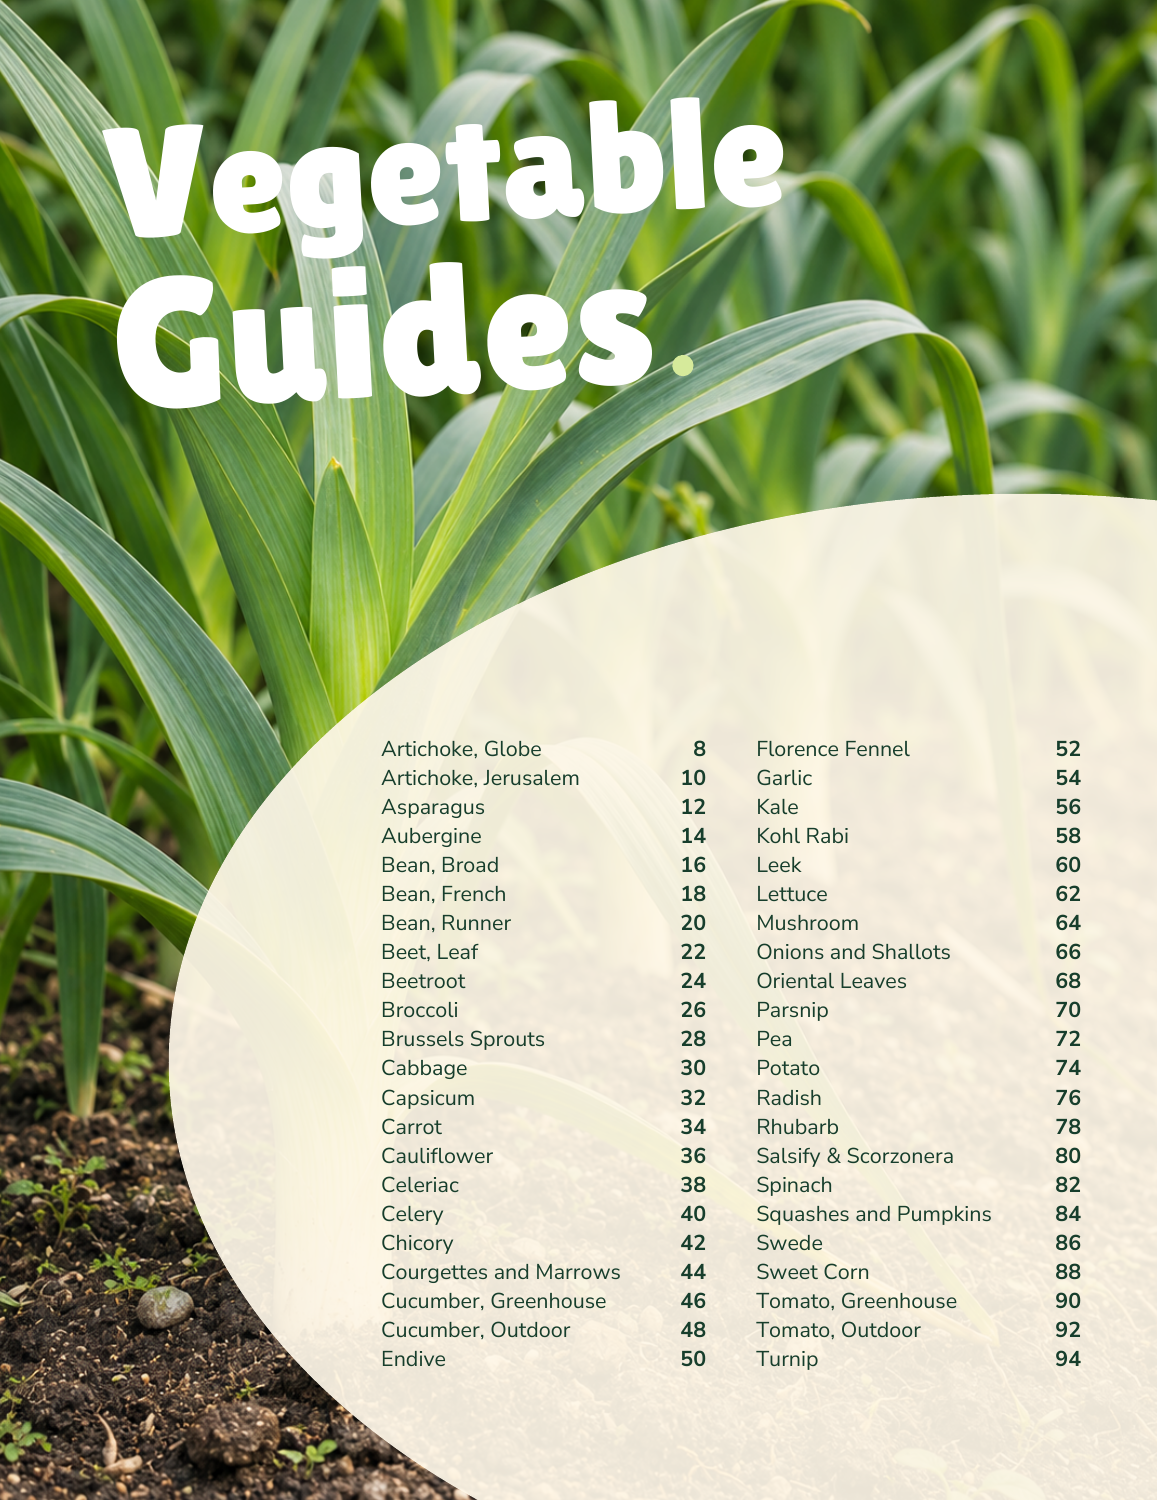 Vegetable
Guides.
Artichoke, Globe 8
Artichoke, Jerusalem 10
Asparagus 12
Aubergine 14
Bean, Broad 16
Bean, French 18
Bean, Runner 20
Beet, Leaf 22
Beetroot 24
Broccoli 26
Brussels Sprouts 28
Cabbage 30
Capsicum 32
Carrot 34
Cauliflower 36
Celeriac 38
Celery 40
Chicory 42
Courgettes and Marrows 44
Cucumber, Greenhouse 46
Cucumber, Outdoor 48
Endive 50
Florence Fennel 52
Garlic 54
Kale 56
Kohl Rabi 58
Leek 60
Lettuce 62
Mushroom 64
Onions and Shallots 66
Oriental Leaves 68
Parsnip 70
Pea 72
Potato 74
Radish 76
Rhubarb 78
Salsify & Scorzonera 80
Spinach 82
Squashes and Pumpkins 84
Swede 86
Sweet Corn 88
Tomato, Greenhouse 90
Tomato, Outdoor 92
Turnip 94